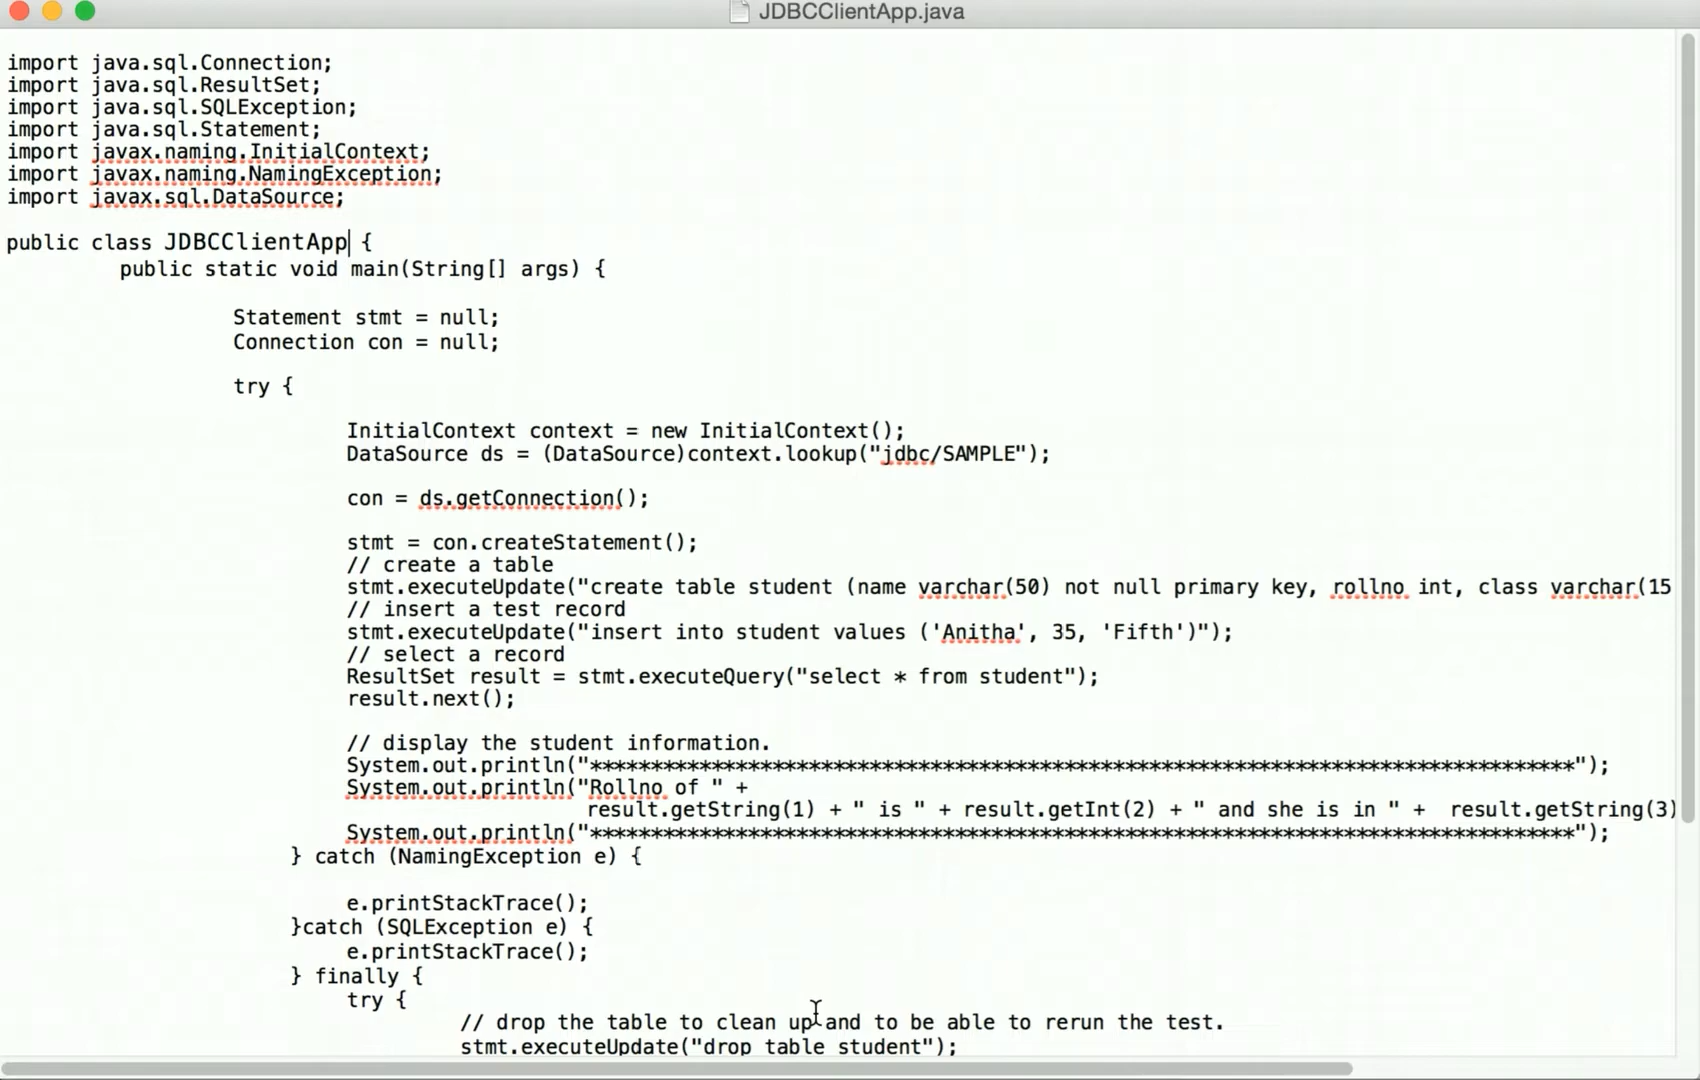 JDBCClientApp.java
import java.sql.Connection;
import java.sql.ResultSet;
import java.sql.SQLException;
import java.sql.Statement;
import javax.naming.InitialContext;
import javax.naming.NamingException;
import javax.sql.DataSource;
public class JDBCClientApp {
public static void main(String[] args) {
Statement stmt = null;
Connection con = null;
try {
InitialContext context = new InitialContext();
DataSource ds = (DataSource)context.lookup("jdbc/SAMPLE");
con = ds.getConnection();
stmt = con.createStatement();
// create a table
stmt.executeUpdate("create table student (name varchar(50) not null primary key, rollno int, class varchar(15
// insert a test record
stmt.executeUpdate("insert into student values ('Anitha', 35, 'Fifth')");
// select a record
ResultSet result = stmt.executeQuery("select * from student");
result.next();
// display the student information.
System.out.println("*********************************************************************************");
System.out.println("Rollno of " +
result.getString(1) + " is " + result.getInt(2) + " and she is in " +  result.getString(3)
System.out.println("*********************************************************************************");
} catch (NamingException e) {
e.printStackTrace();
}catch (SQLException e) {
e.printStackTrace();
} finally {
try {
// drop the table to clean up and to be able to rerun the test.
stmt.executeUpdate("drop table student");